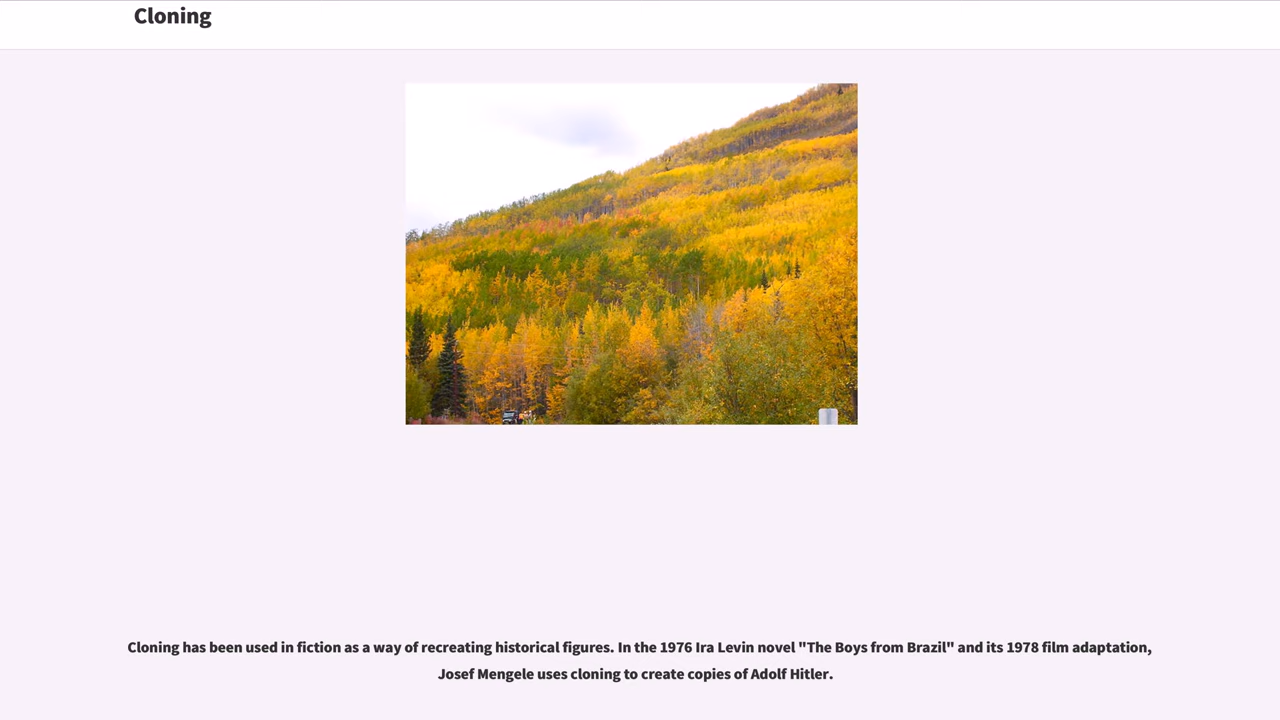 Cloning
Cloning has been used in fiction as a way of recreating historical figures. In the 1976 Ira Levin novel "The Boys from Brazil" and its 1978 film adaptation,
Josef Mengele uses cloning to create copies of Adolf Hitler.